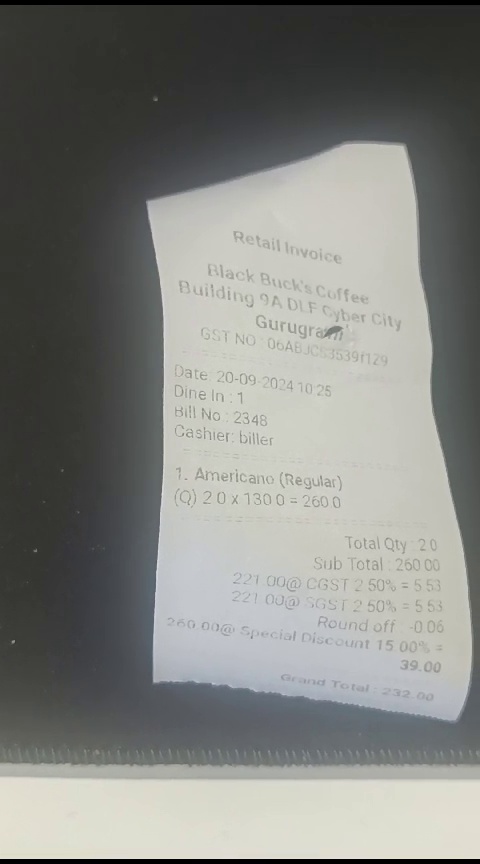 Retail Invoice
Black Buck's Coffee
Building 9A DLF Cyber City
GST NO
Date: 20-09-2024 10:25
Dine In : 1
Bill No : 2348
Cashier: biller
1. Americano (Regular)
(Q) 2.0 x 130.0 = 260.0
Total Qty : 2.0
Sub Total : 260.00
221.00@ CGST 2.50% = 5.53
221.00@ SGST 2.50% = 5.53
Round off : -0.06
260.00@ Special Discount 15.00% =
39.00
Grand Total : 232.00